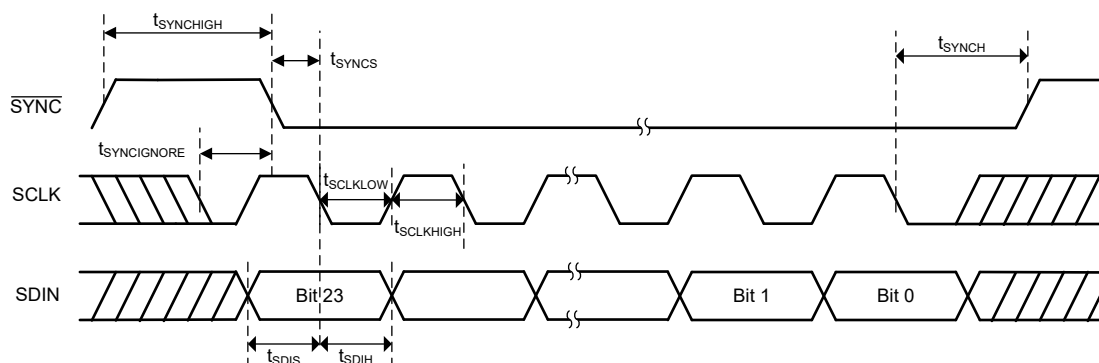 tSYNCHIGH
tSYNCS
tSYNCH
SYNC
tSYNCIGNORE
SCLK
tSCLKLOW
tSCLKHIGH
SDIN
Bit 23
Bit 1
Bit 0
tSDIS
tSDIH